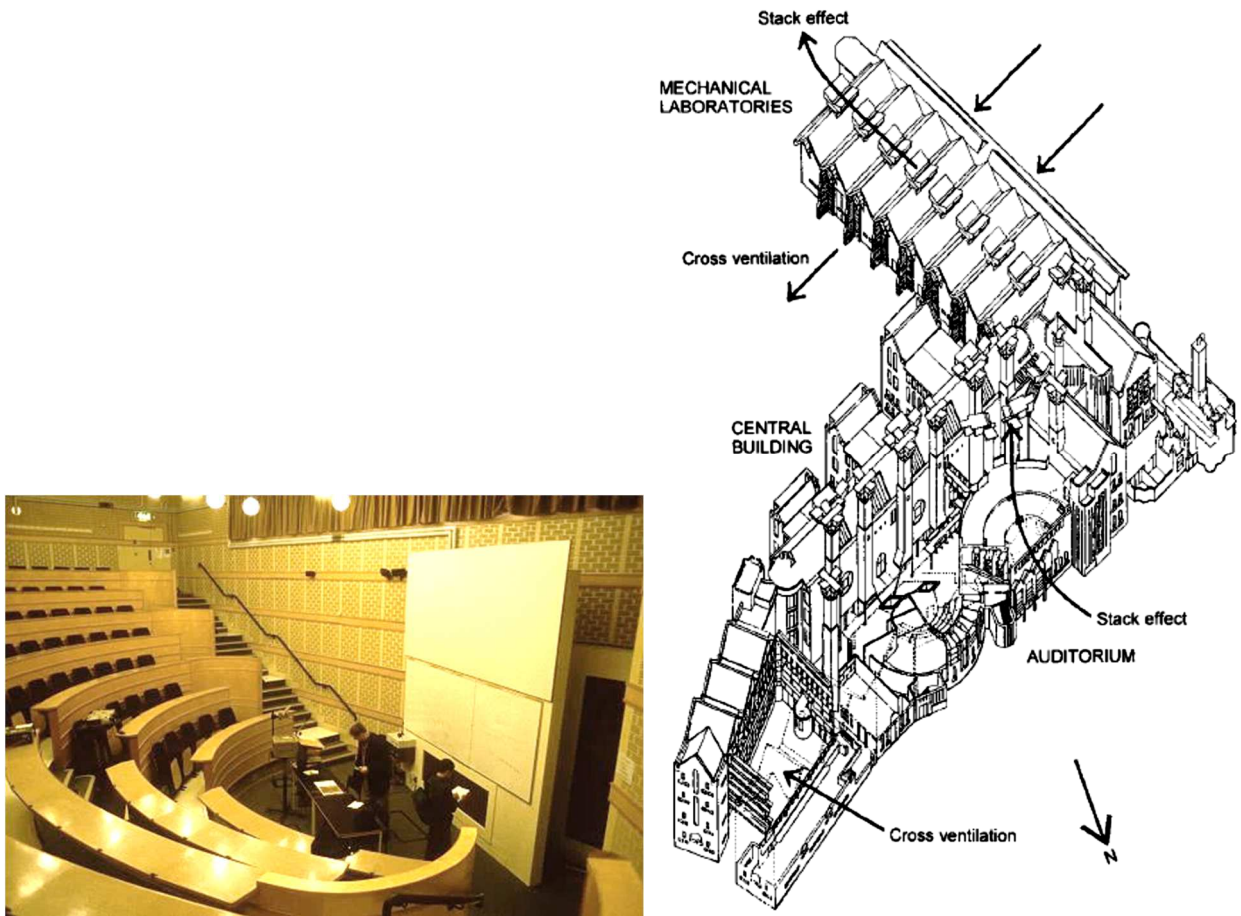 Stack effect
MECHANICAL
LABORATORIES
Cross ventilation
CENTRAL
BUILDING
Stack effect
AUDITORIUM
Cross ventilation
N